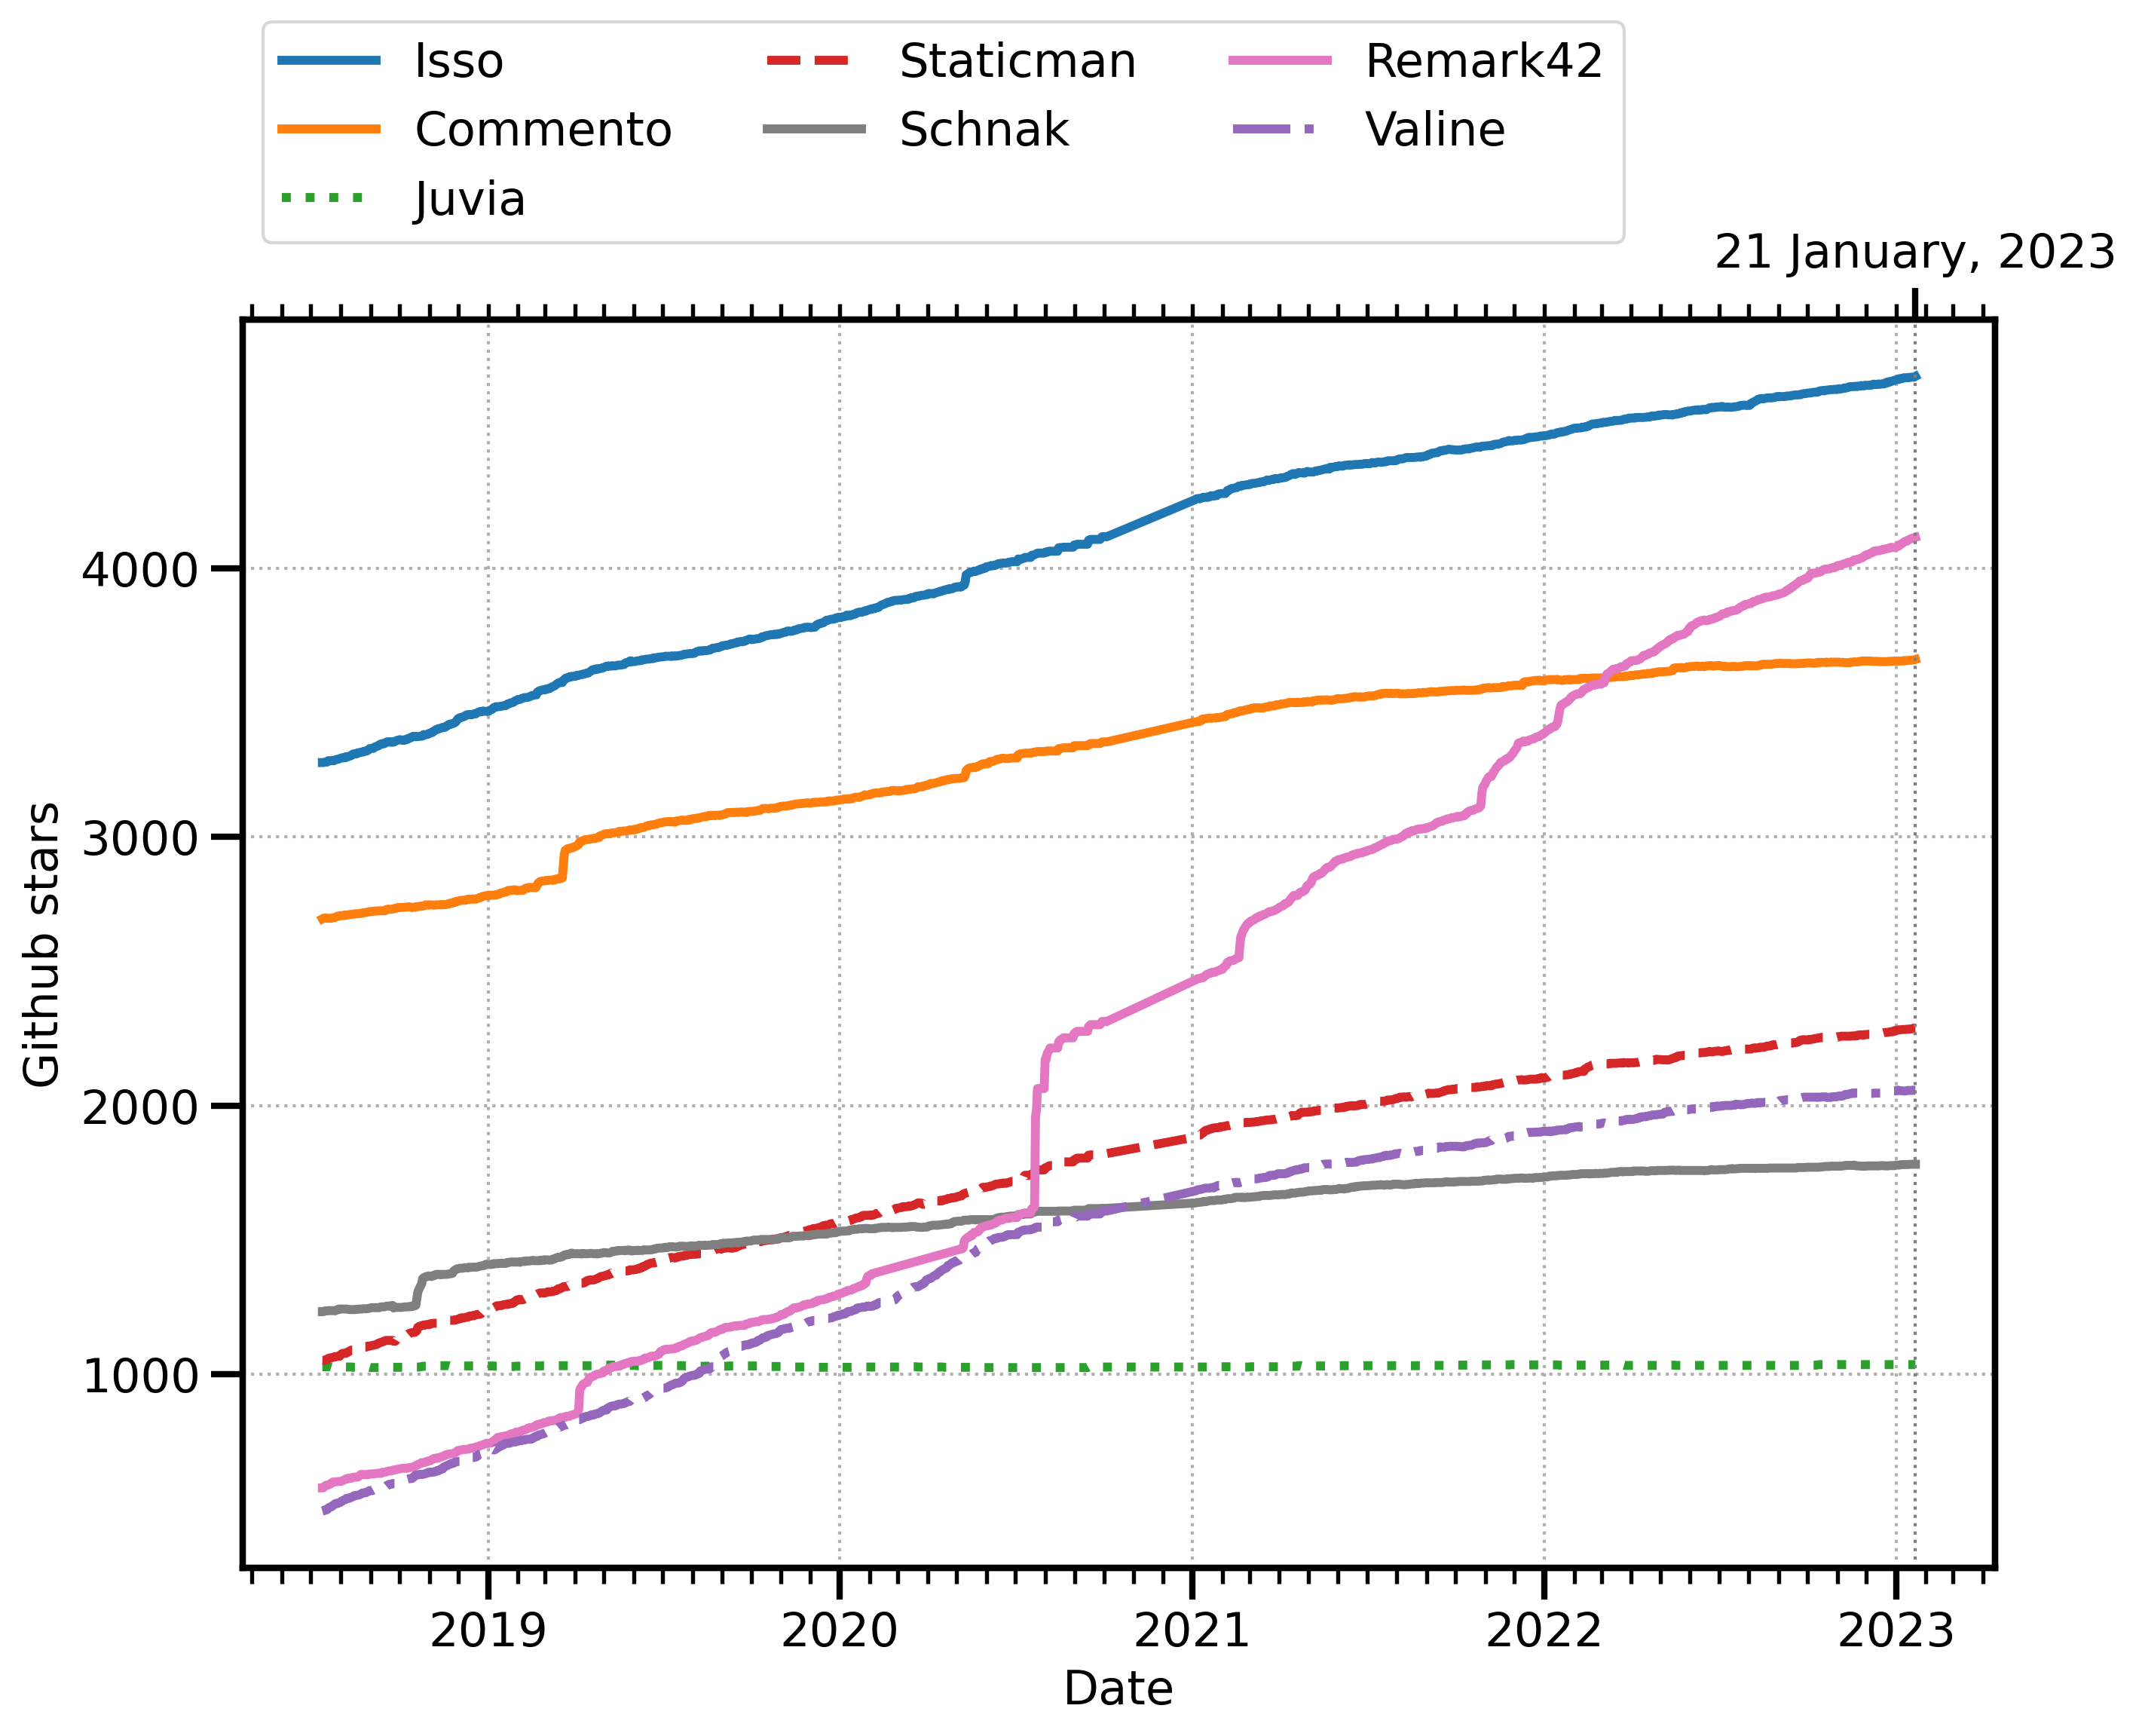 Isso
Commento
Juvia
Staticman
Schnak
Remark42
Valine
21 January, 2023
Github stars
4000
3000
2000
1000
2019
2020
2021
2022
2023
Date